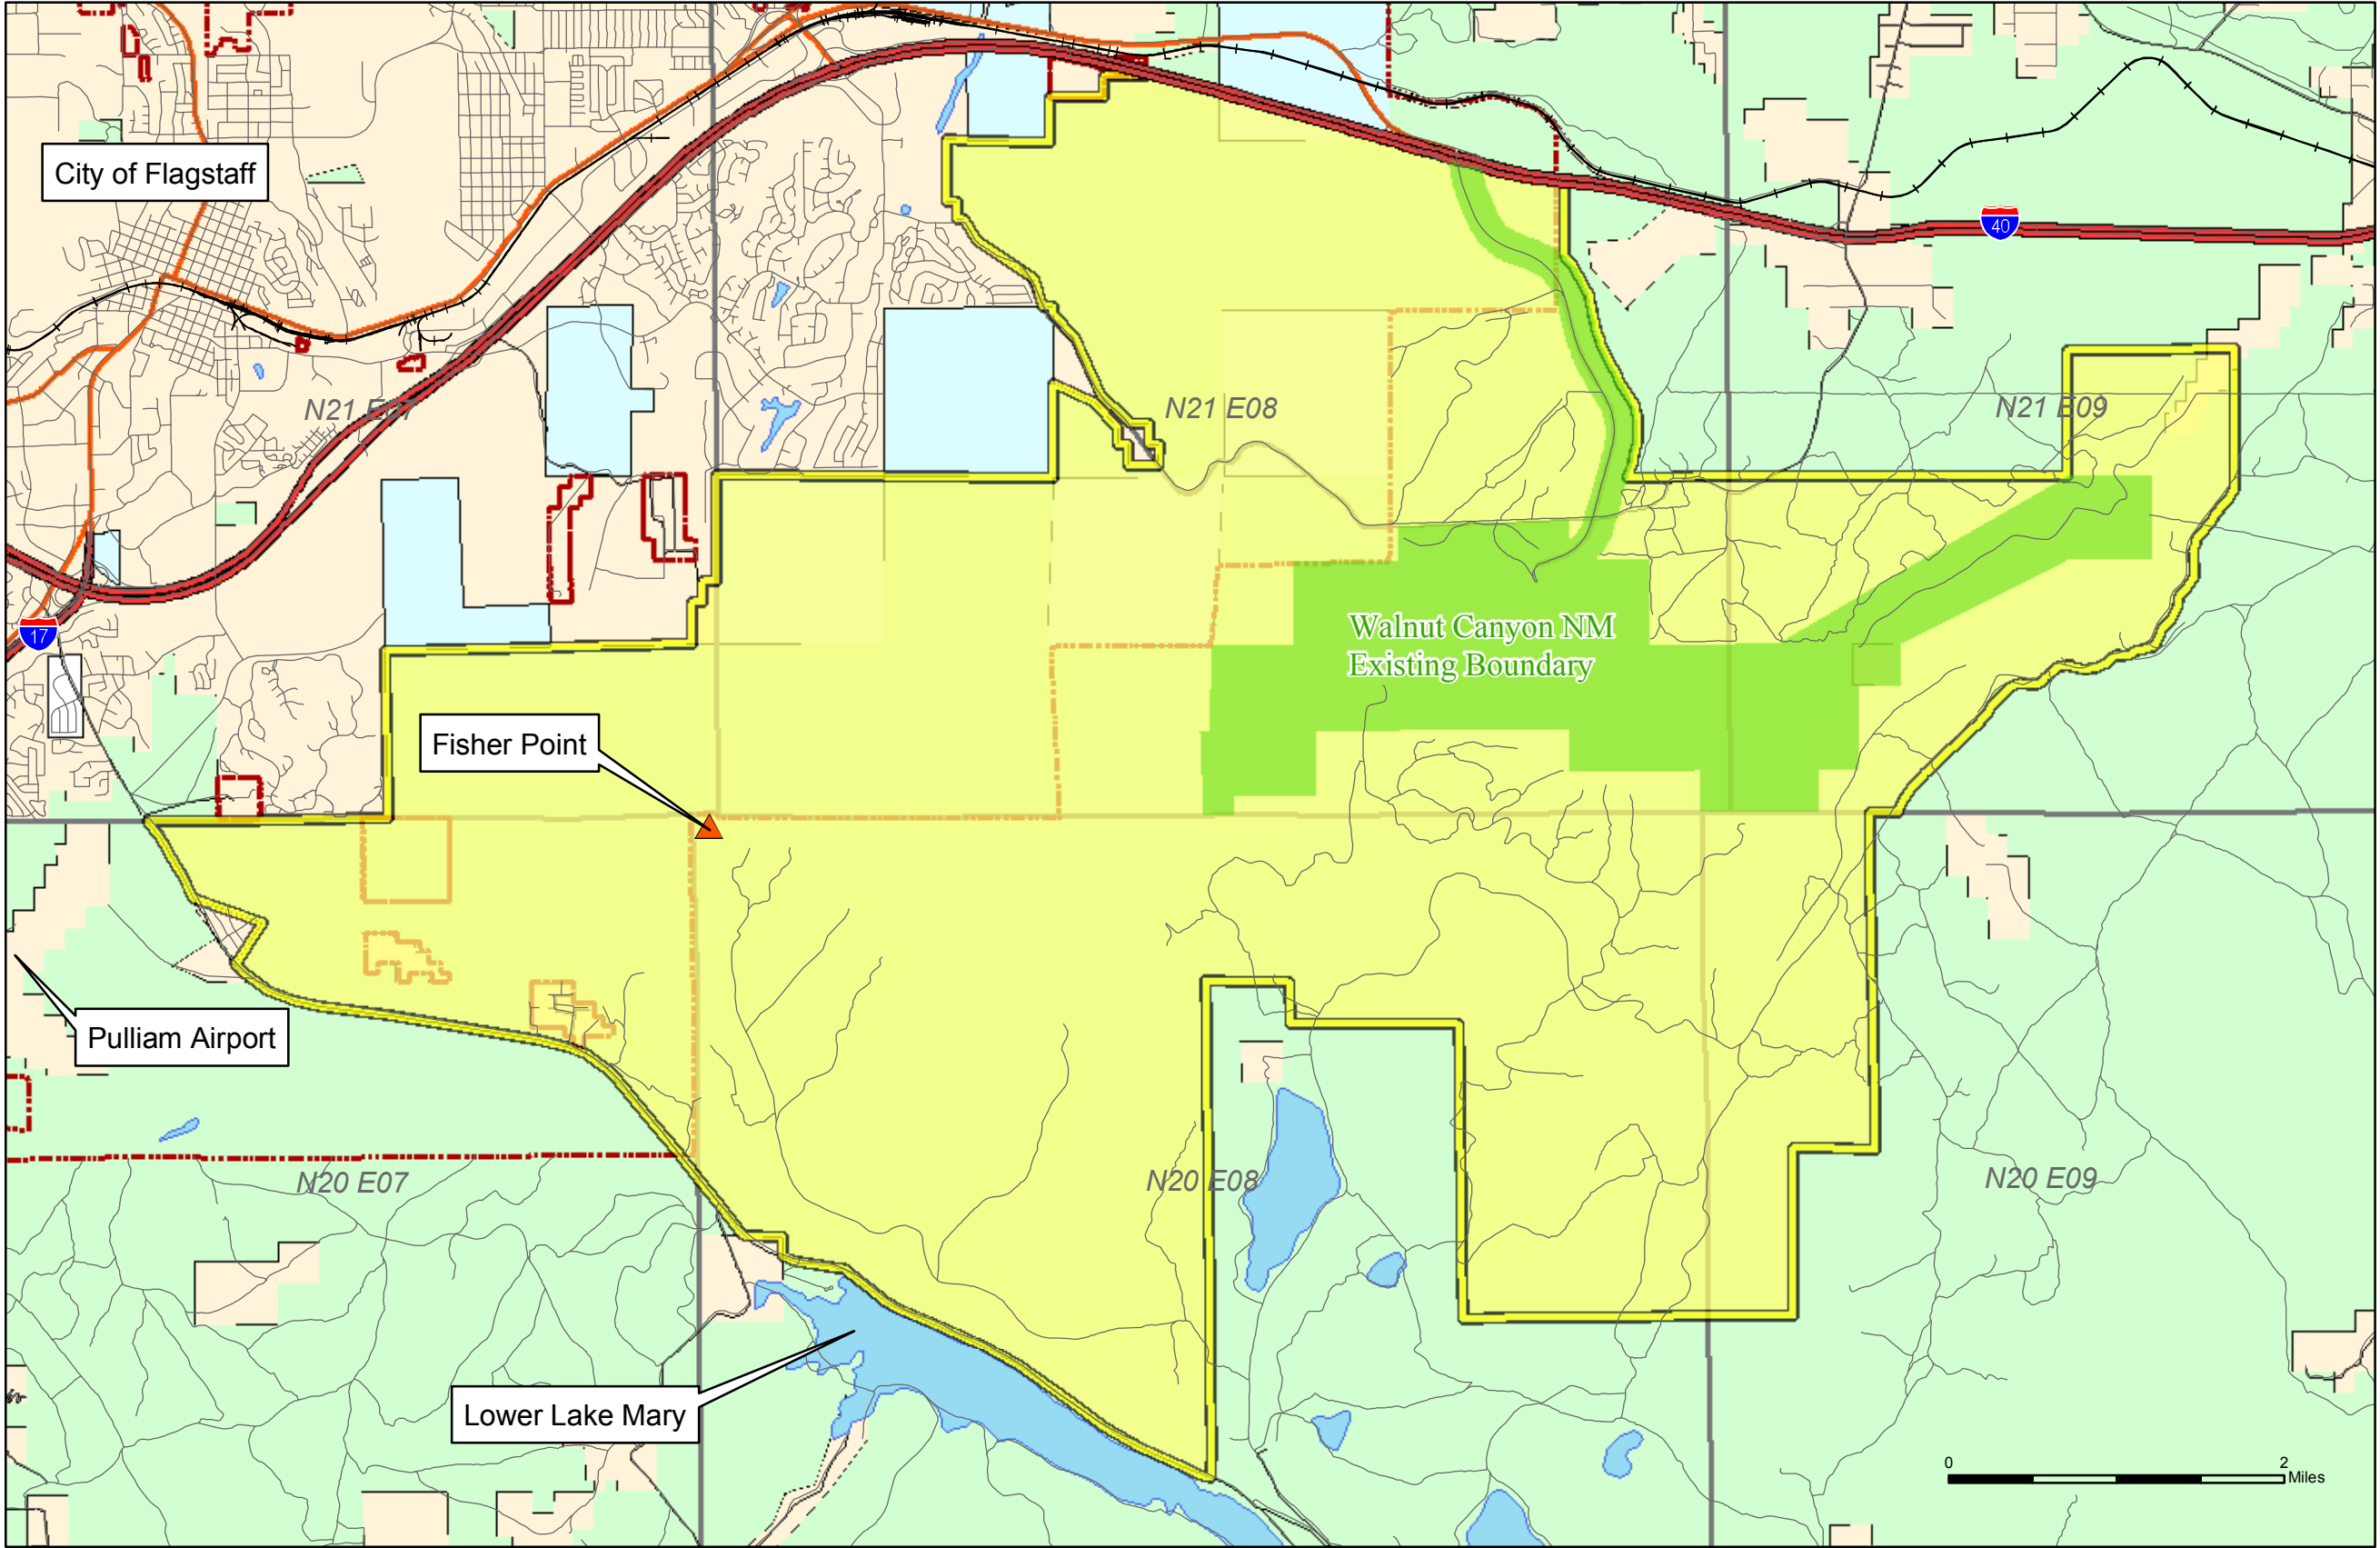 City of Flagstaff
40
N21 E07
N21 E08
N21 E09
17
Walnut Canyon NM
Existing Boundary
Fisher Point
Pulliam Airport
N20 E07
N20 E08
N20 E09
Lower Lake Mary
0
2
Miles